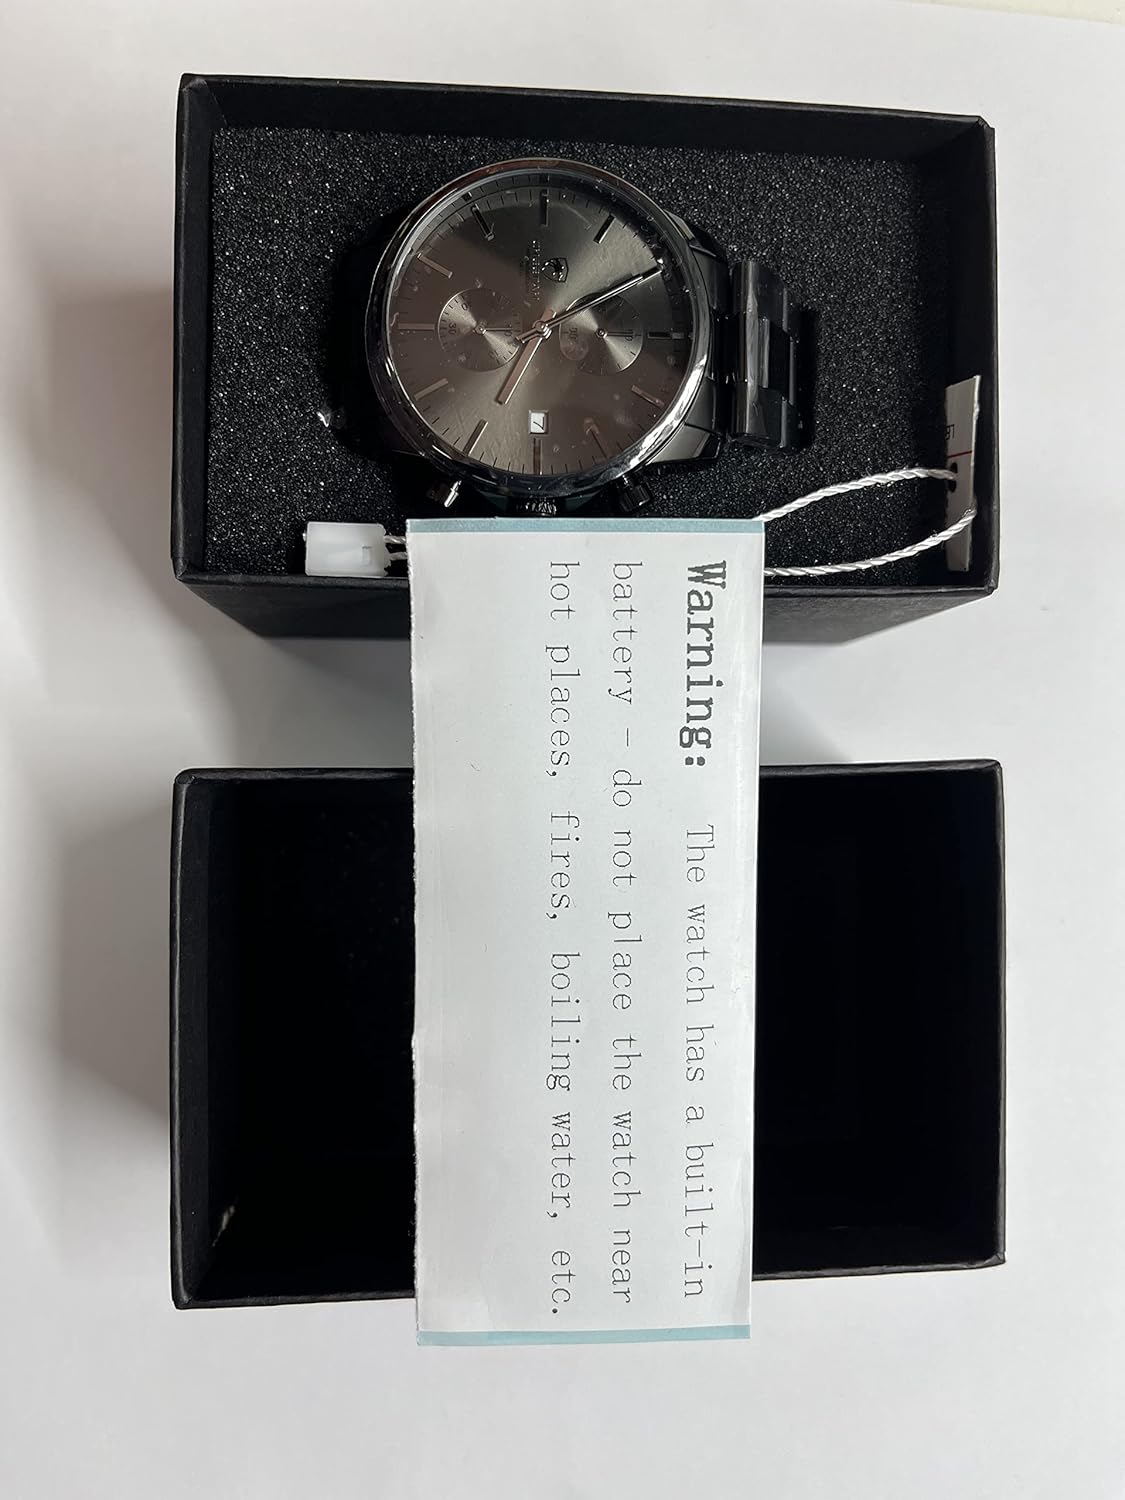 Warning: The watch has a built-in
battery - do not place the watch near
hot places, fires, boiling water, etc.
7